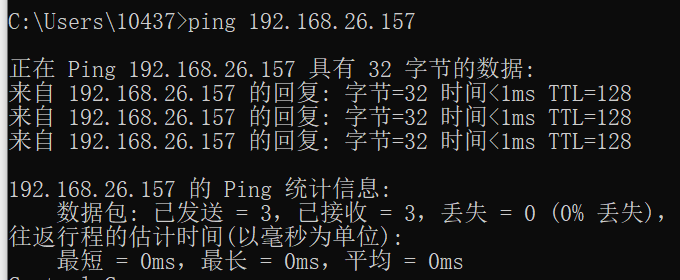 C:\Users\10437>ping 192.168.26.157
正在 Ping 192.168.26.157 具有 32 字节的数据:
来自 192.168.26.157 的回复: 字节=32 时间<1ms TTL=128
来自 192.168.26.157 的回复: 字节=32 时间<1ms TTL=128
来自 192.168.26.157 的回复: 字节=32 时间<1ms TTL=128
192.168.26.157 的 Ping 统计信息:
数据包: 已发送 = 3，已接收 = 3，丢失 = 0 (0% 丢失)，
往返行程的估计时间(以毫秒为单位):
最短 = 0ms，最长 = 0ms，平均 = 0ms